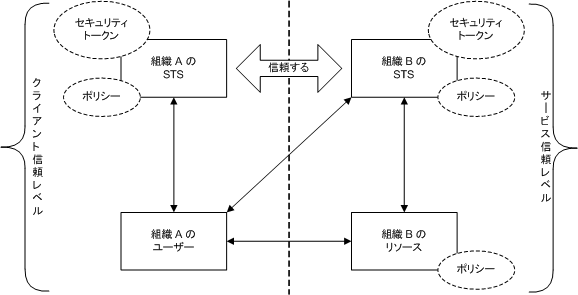 セキュリティ
トークン
組織 A の
STS
ポリシー
信頼する
セキュリティ
トークン
組織 B の
STS
ポリシー
クライアント信頼レベル
サービス信頼レベル
組織 A の
ユーザー
組織 B の
リソース
ポリシー